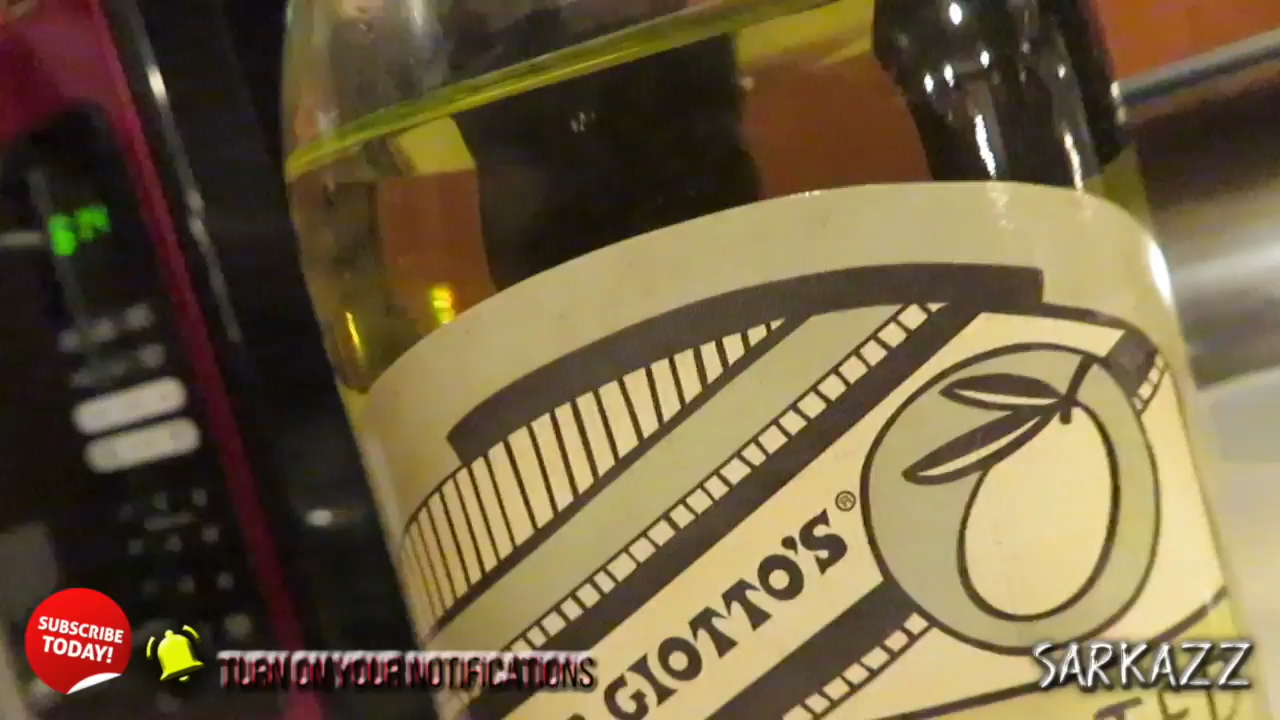 GIOTTO'S®
SUBSCRIBE
TODAY!
TURN ON YOUR NOTIFICATIONS
SARKAZZ